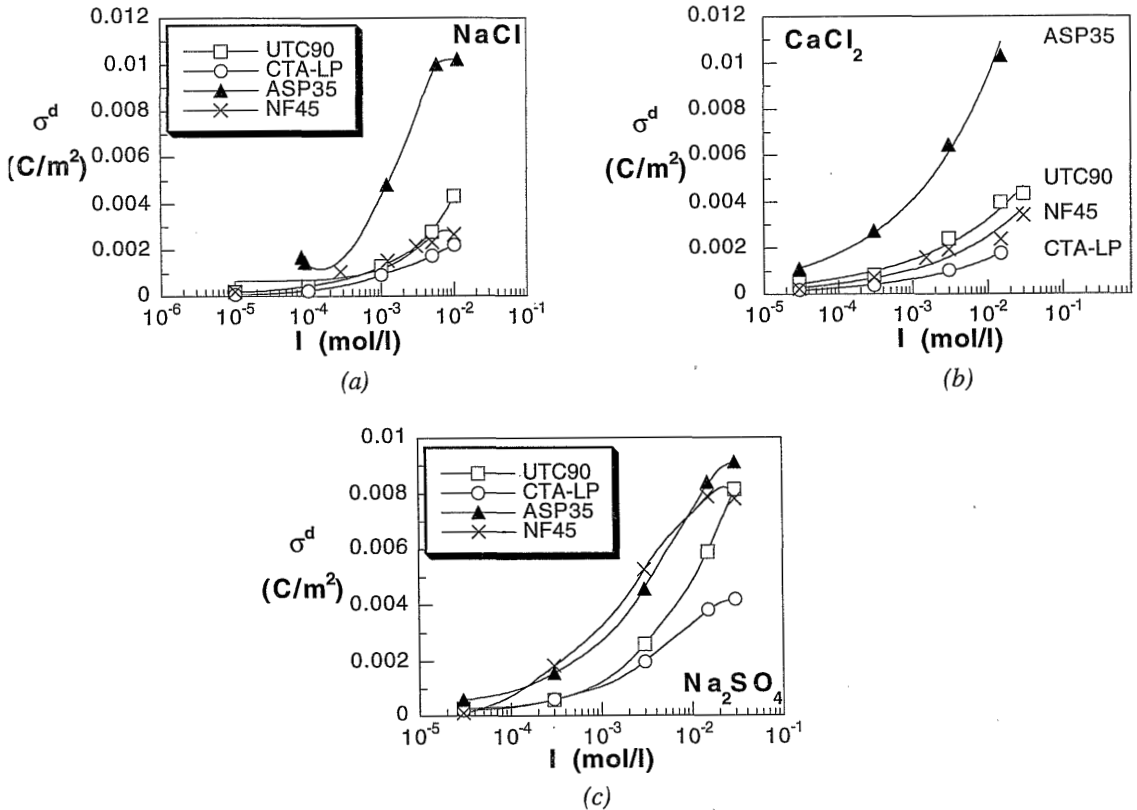 0.012
0.01
0.008
0.006
0.004
0.002
0
σᵈ
(C/m²)
NaCl
UTC90
CTA-LP
ASP35
NF45
10⁻⁶ 10⁻⁵ 10⁻⁴ 10⁻³ 10⁻² 10⁻¹
I (mol/l)
(a)
0.012
0.01
0.008
0.006
0.004
0.002
0
σᵈ
(C/m²)
CaCl₂
ASP35
UTC90
NF45
CTA-LP
10⁻⁵ 10⁻⁴ 10⁻³ 10⁻² 10⁻¹
I (mol/l)
(b)
0.01
0.008
0.006
0.004
0.002
0
σᵈ
(C/m²)
UTC90
CTA-LP
ASP35
NF45
Na₂SO₄
10⁻⁵ 10⁻⁴ 10⁻³ 10⁻² 10⁻¹
I (mol/l)
(c)